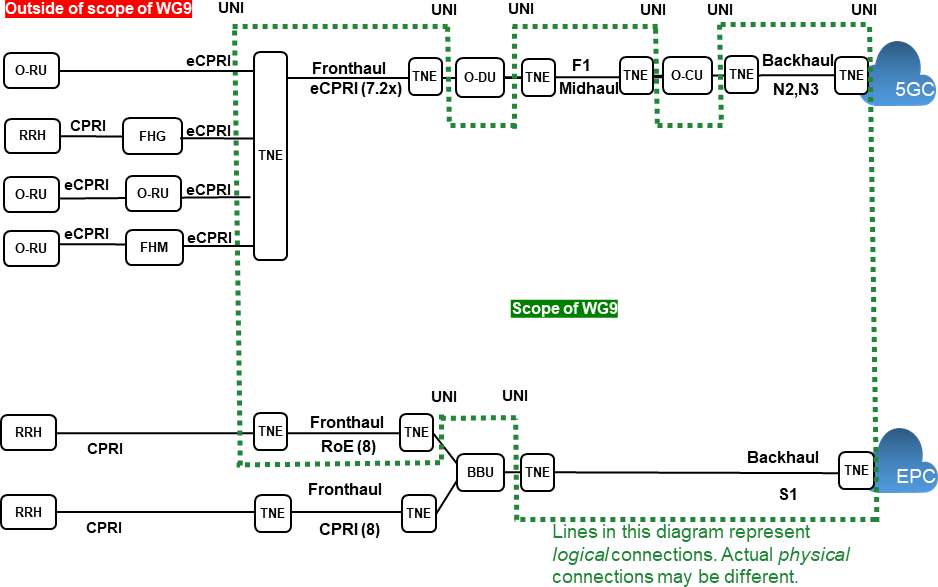 Outside of scope of WG9
UNI
UNI
UNI
UNI
UNI
UNI
O-RU
eCPRI
Fronthaul
eCPRI (7.2x)
TNE
O-DU
TNE
F1
Midhaul
TNE
O-CU
TNE
Backhaul
N2,N3
TNE
5GC
RRH
CPRI
FHG
eCPRI
TNE
O-RU
eCPRI
O-RU
eCPRI
O-RU
eCPRI
FHM
eCPRI
Scope of WG9
UNI
UNI
RRH
CPRI
TNE
Fronthaul
RoE (8)
TNE
BBU
TNE
Backhaul
S1
TNE
EPC
RRH
CPRI
TNE
Fronthaul
CPRI (8)
TNE
Lines in this diagram represent
logical connections. Actual physical
connections may be different.